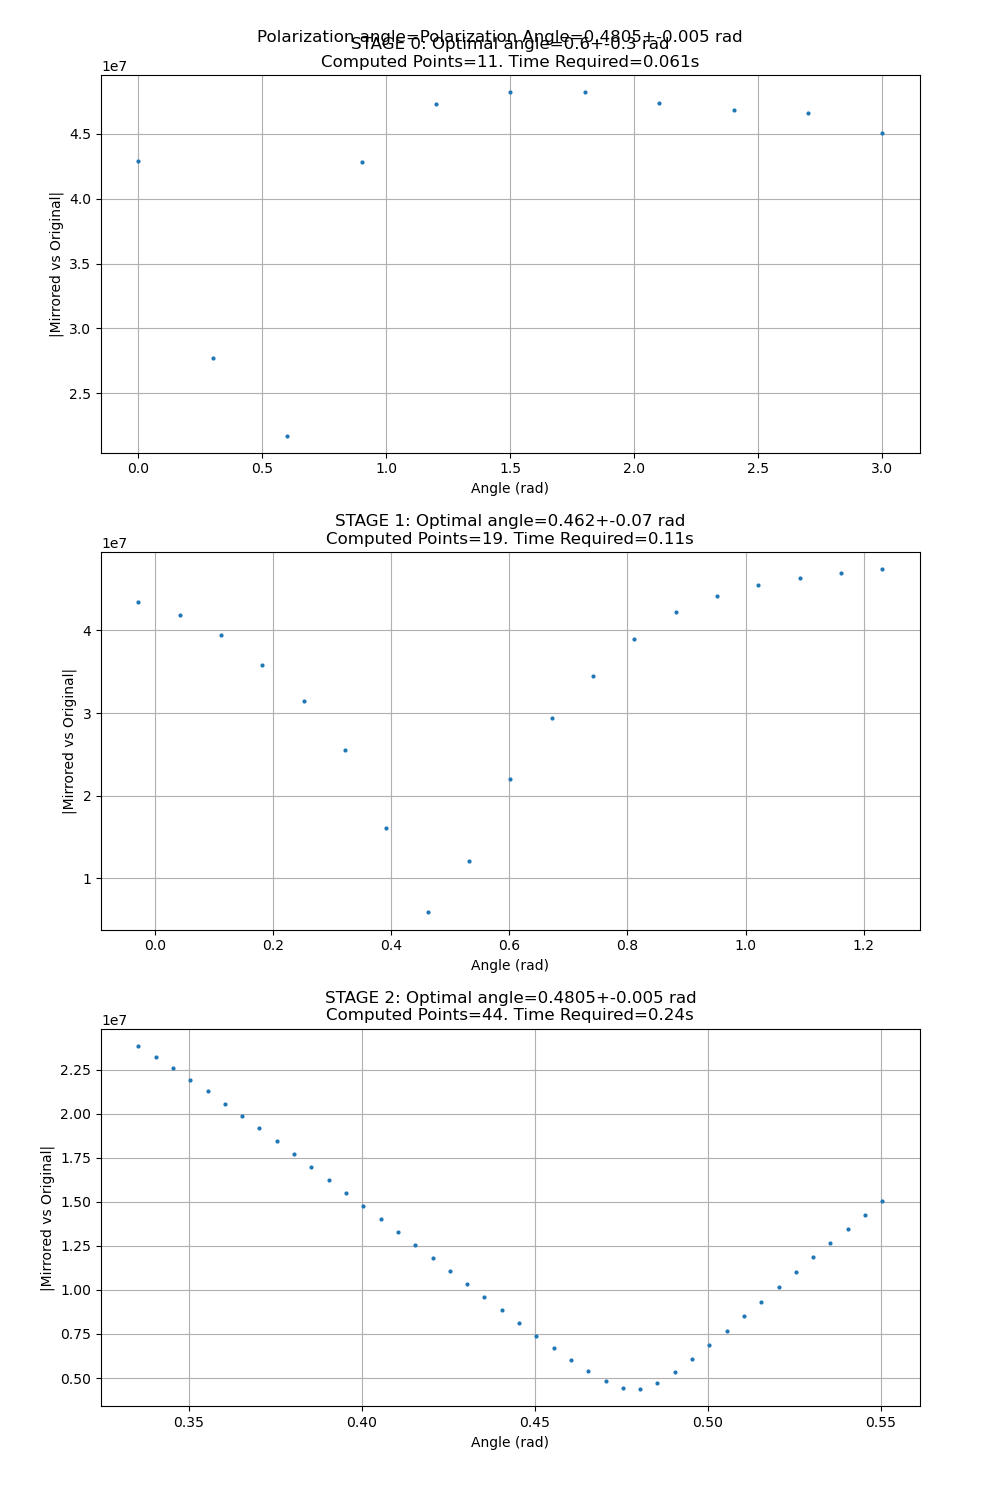 Polarization angle=Polarization Angle=0.4805+-0.005 rad
STAGE 0: Optimal angle=0.6+-0.3 rad
Computed Points=11. Time Required=0.061s
1e7
4.5
4.0
3.5
3.0
2.5
|Mirrored vs Original|
0.0 0.5 1.0 1.5 2.0 2.5 3.0
Angle (rad)
STAGE 1: Optimal angle=0.462+-0.07 rad
Computed Points=19. Time Required=0.11s
1e7
4
3
2
1
|Mirrored vs Original|
0.0 0.2 0.4 0.6 0.8 1.0 1.2
Angle (rad)
STAGE 2: Optimal angle=0.4805+-0.005 rad
Computed Points=44. Time Required=0.24s
1e7
2.25
2.00
1.75
1.50
1.25
1.00
0.75
0.50
|Mirrored vs Original|
0.35 0.40 0.45 0.50 0.55
Angle (rad)